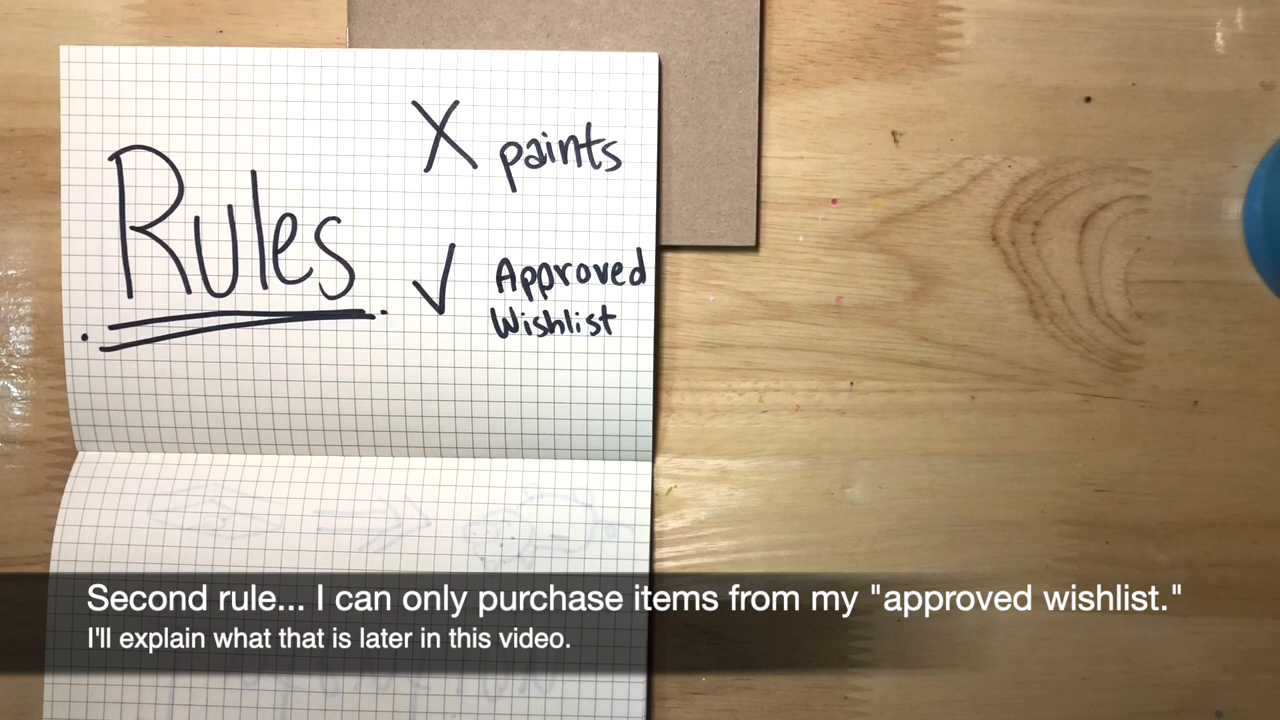 Rules
X paints
✓ Approved
Wishlist
Second rule... I can only purchase items from my "approved wishlist."
I'll explain what that is later in this video.